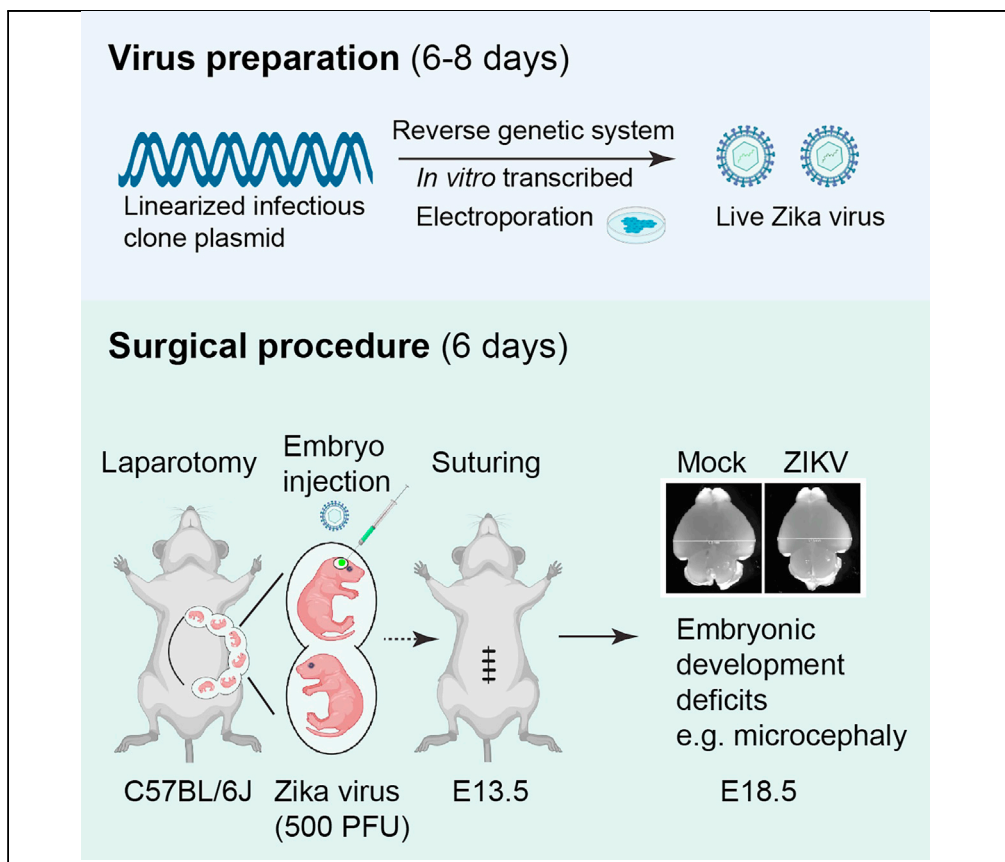 Virus preparation (6-8 days)
Reverse genetic system
In vitro transcribed
Electroporation
Linearized infectious
clone plasmid
Live Zika virus
Surgical procedure (6 days)
Laparotomy
Embryo
injection
Suturing
Mock
ZIKV
Embryonic
development
deficits
e.g. microcephaly
C57BL/6J
Zika virus
(500 PFU)
E13.5
E18.5